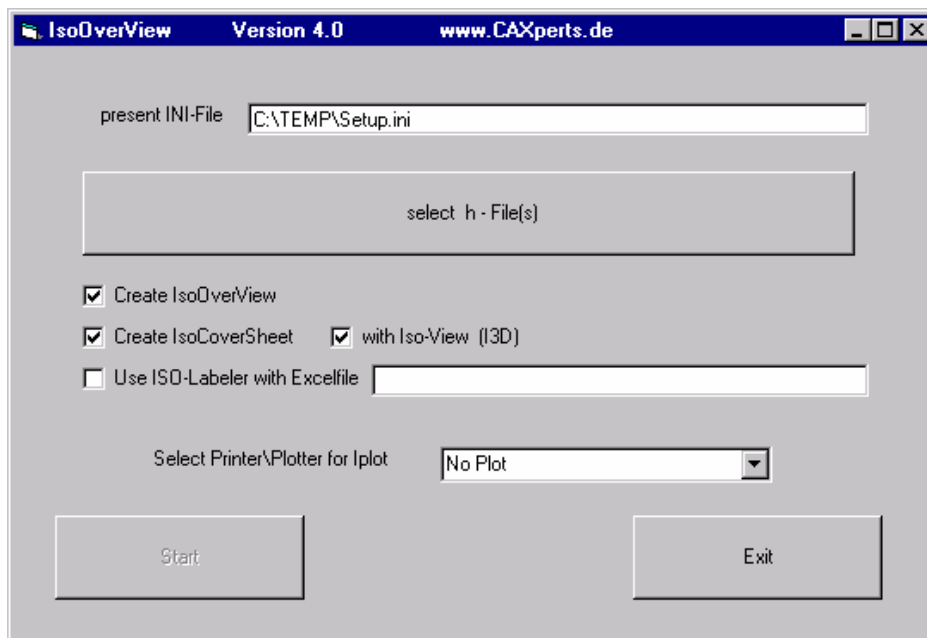 IsoOverView Version 4.0 www.CAXperts.de
present INI-File C:\TEMP\Setup.ini
select h - File(s)
Create IsoOverView
Create IsoCoverSheet with Iso-View (I3D)
Use ISO-Labeler with Excelfile
Select Printer\Plotter for Iplot No Plot
Start Exit